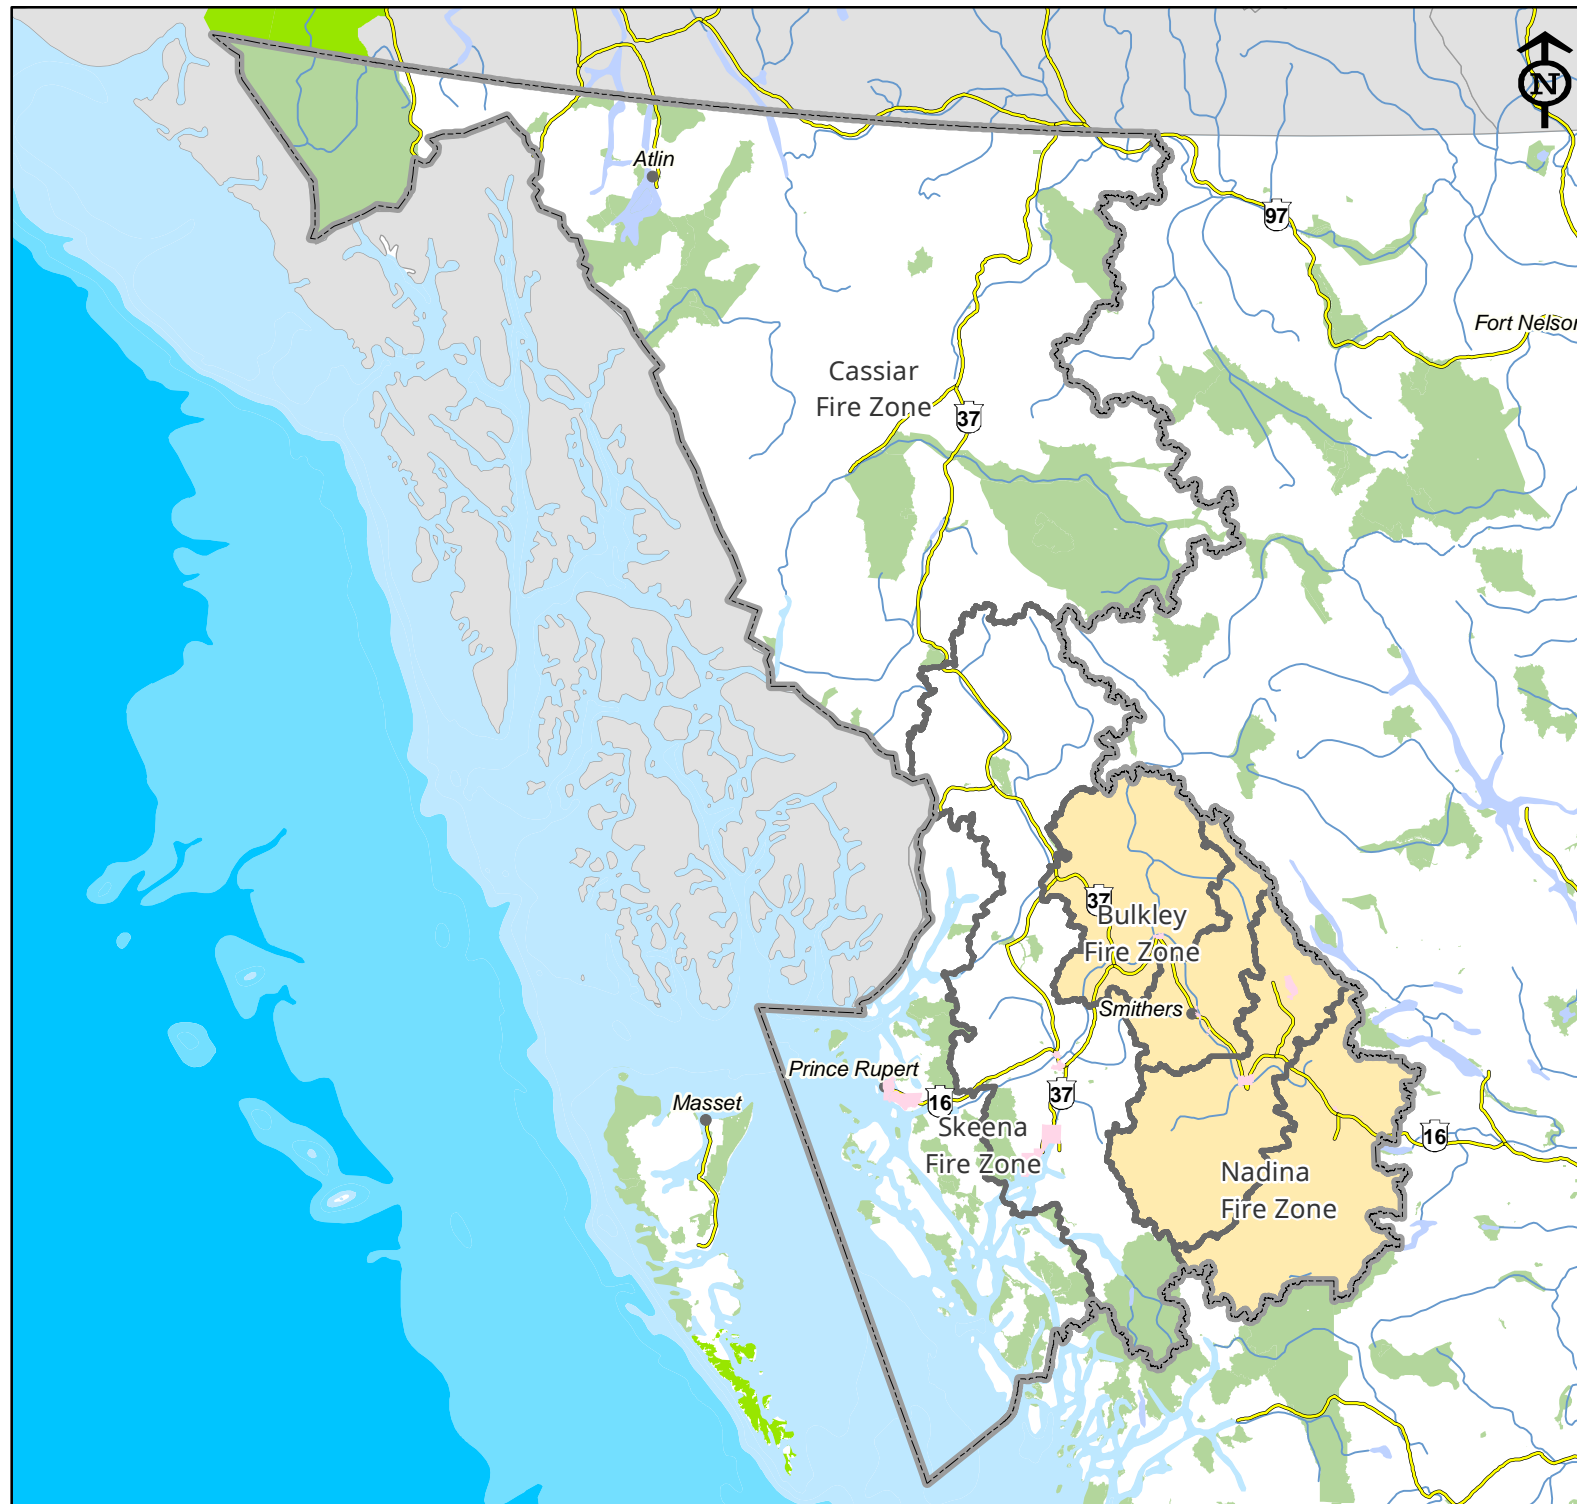 N
Atlin
97
Fort Nelson
Cassiar
Fire Zone
37
37
Bulkley
Fire Zone
Smithers
Prince Rupert
16
37
Masset
Skeena
Fire Zone
16
Nadina
Fire Zone